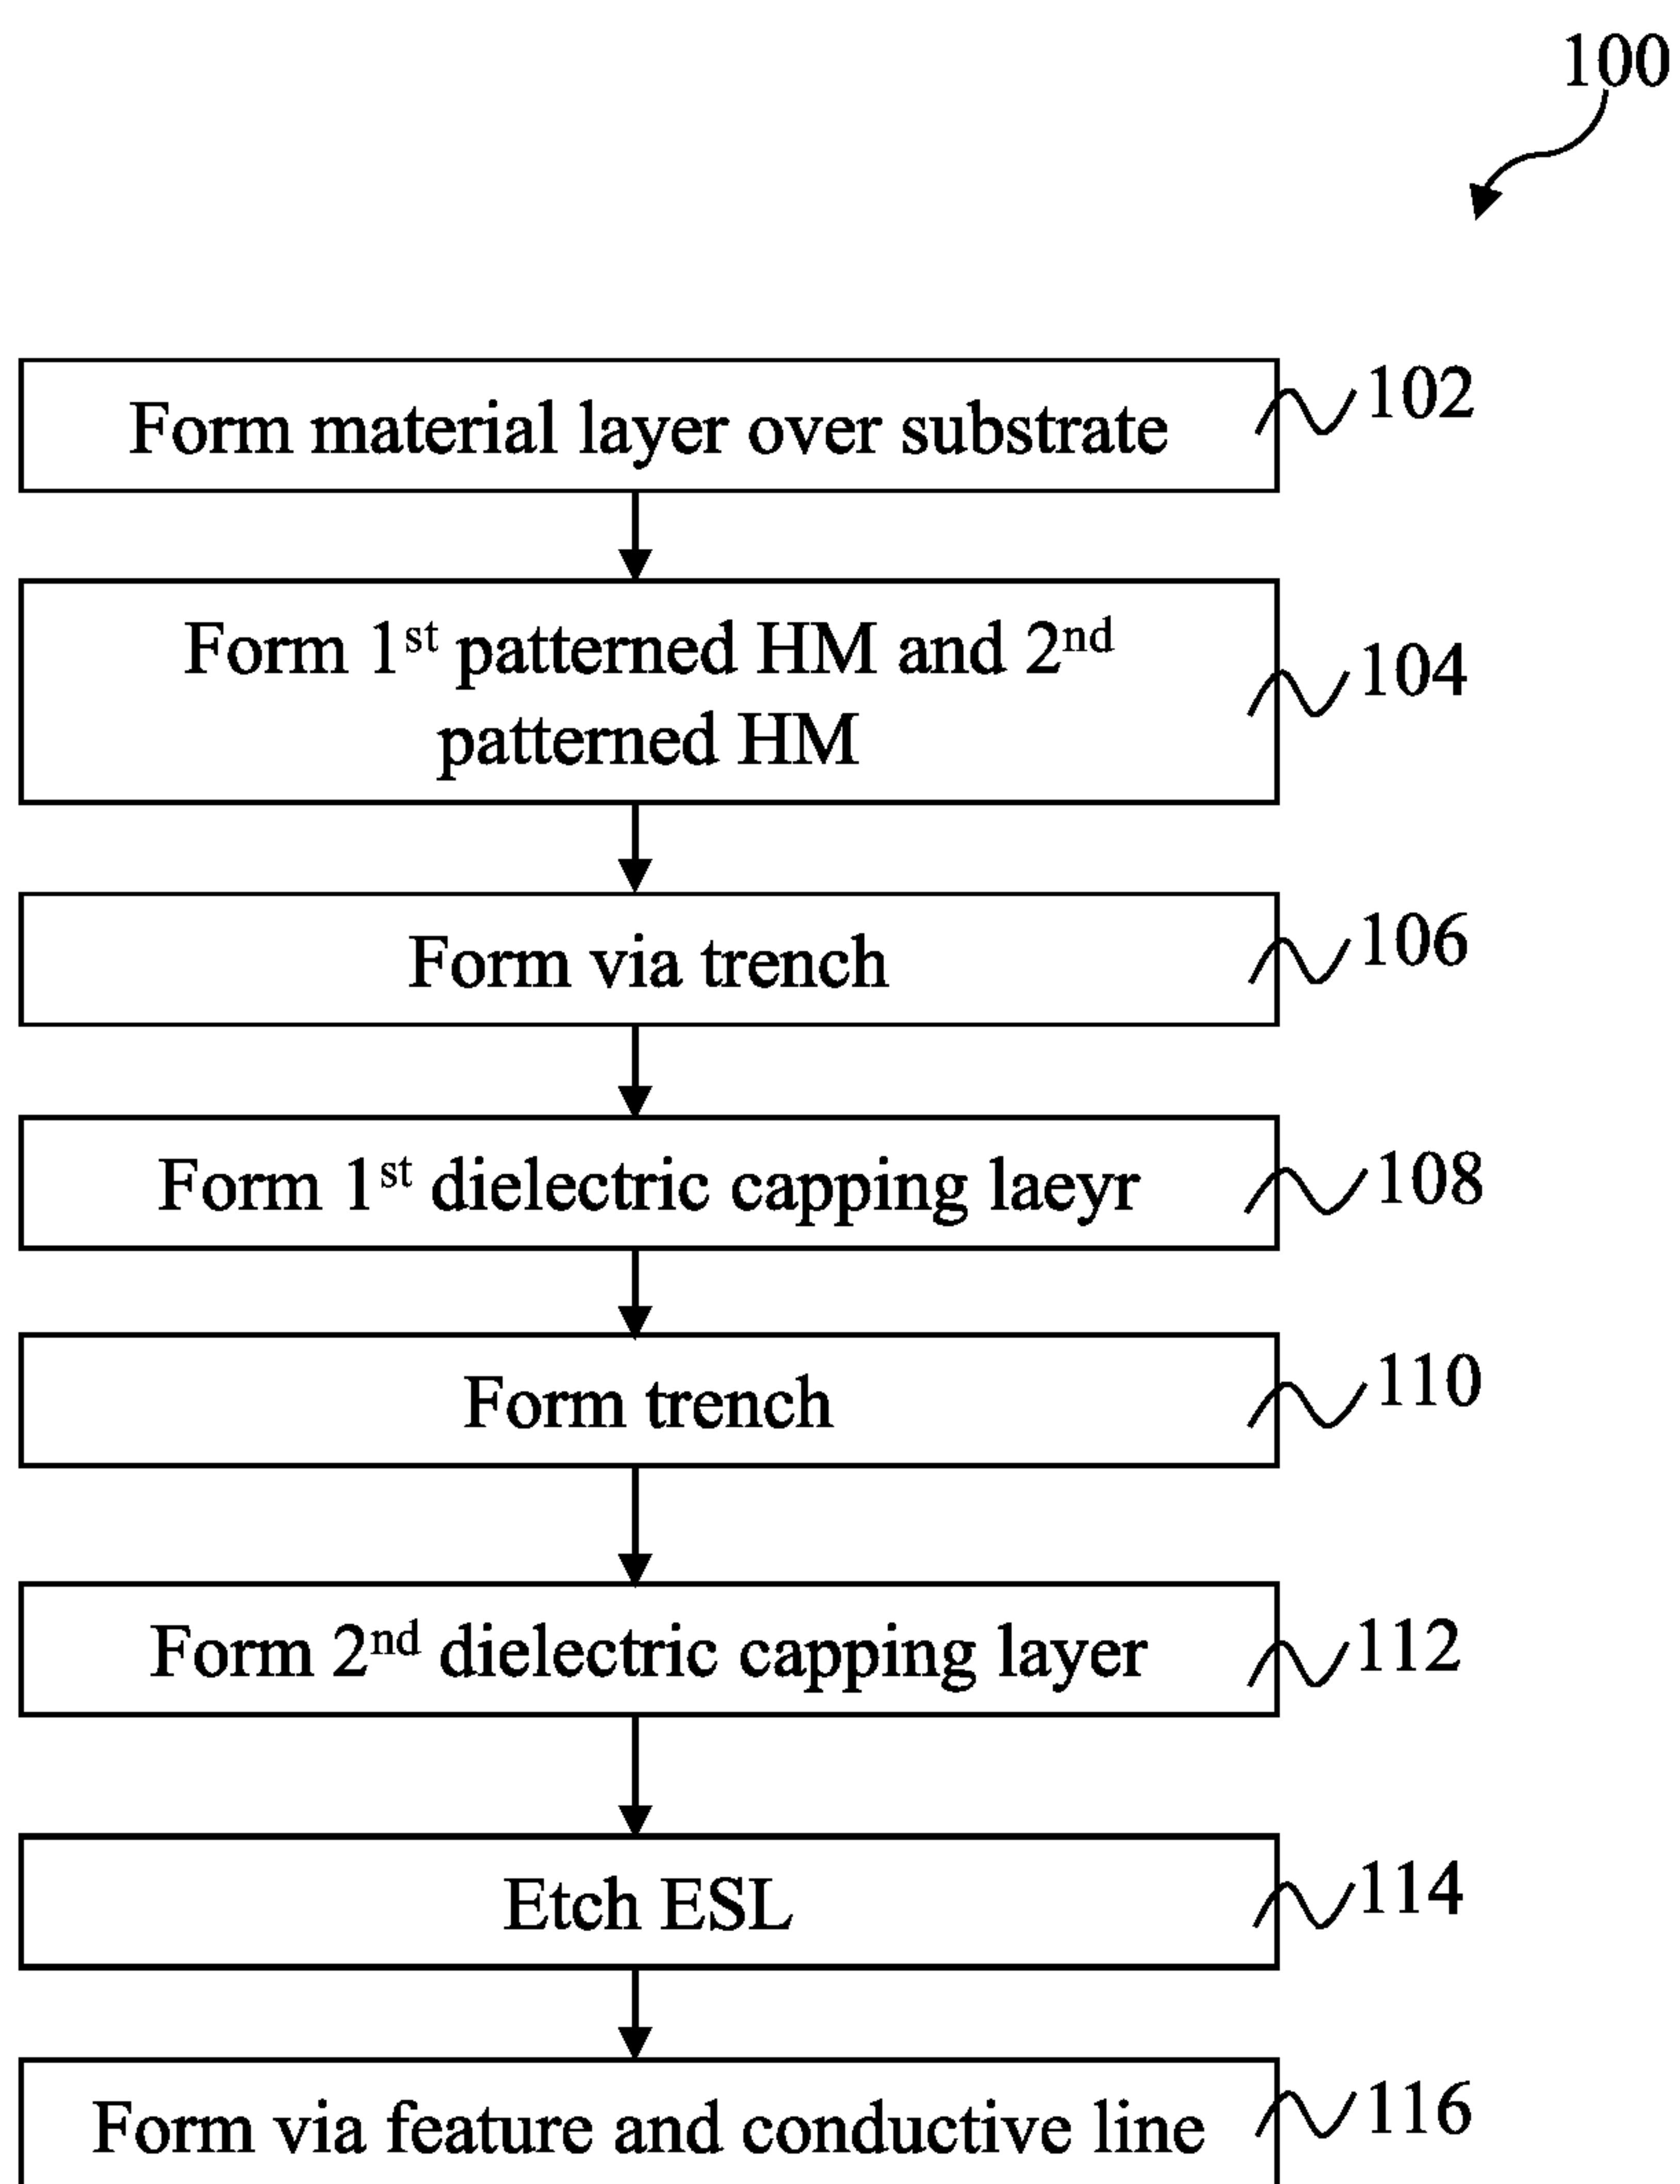 100
Form material layer over substrate
102
Form 1st patterned HM and 2nd
patterned HM
104
Form via trench
106
Form 1st dielectric capping laeyr
108
Form trench
110
Form 2nd dielectric capping layer
112
Etch ESL
114
Form via feature and conductive line
116